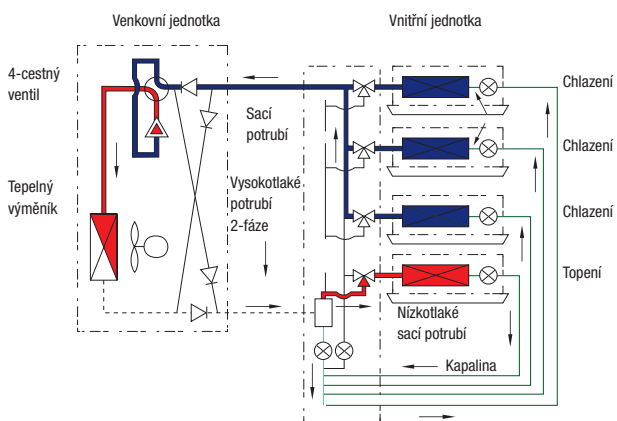 Venkovní jednotka
Vnitřní jednotka
4-cestný
ventil
Chlazení
Sací
potrubí
Chlazení
Tepelný
výměník
Vysokotlaké
potrubí
2-fáze
Chlazení
Topení
Nízkotlaké
sací potrubí
Kapalina